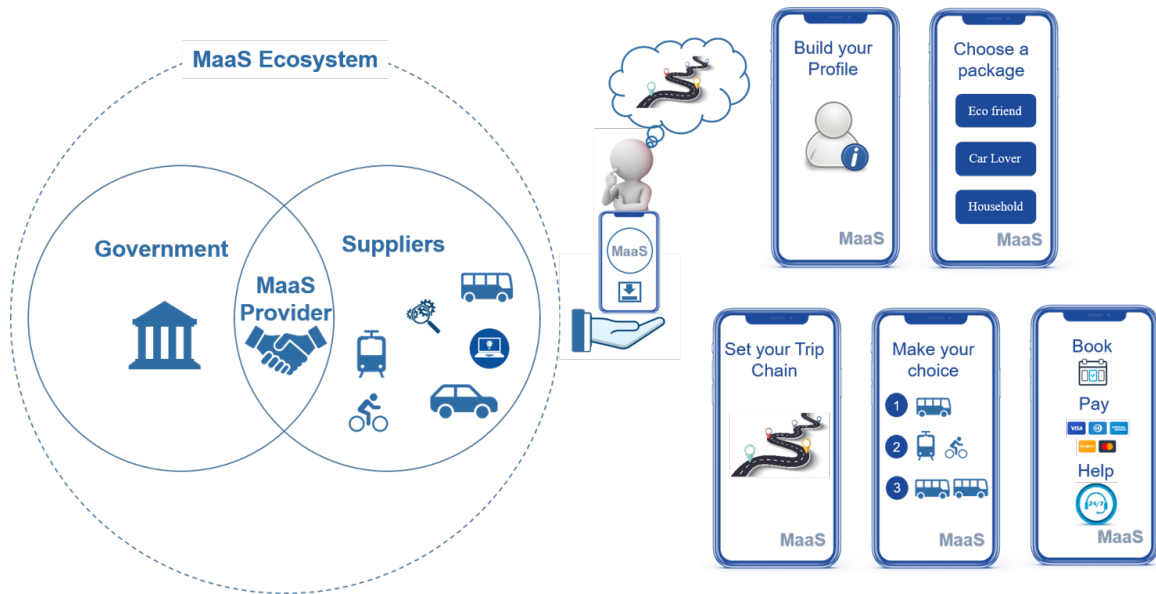 MaaS Ecosystem
Government
Suppliers
MaaS
Provider
MaaS
Build your
Profile
i
MaaS
Choose a
package
Eco friend
Car Lover
Household
MaaS
Set your Trip
Chain
MaaS
Make your
choice
1
2
3
MaaS
Book
Pay
VISA
Help
24/7
MaaS